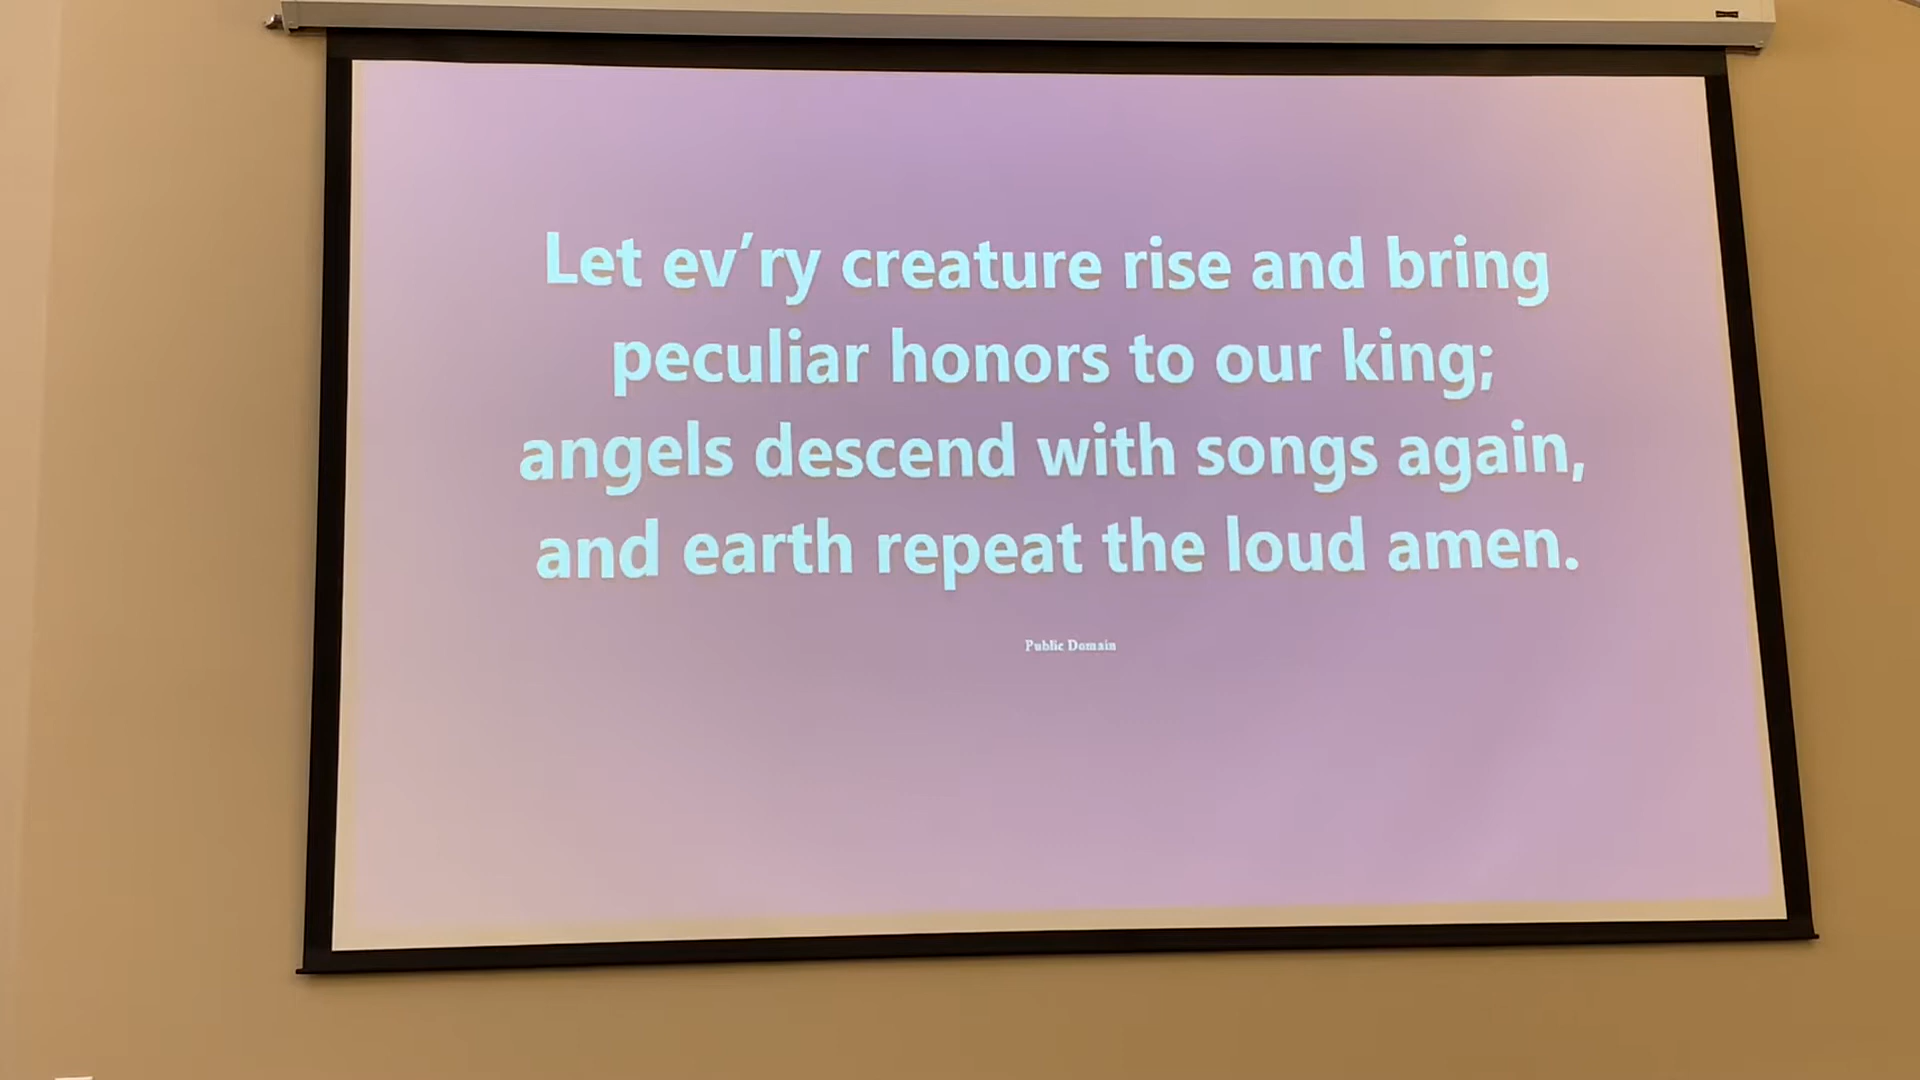 Let ev’ry creature rise and bring
peculiar honors to our king;
angels descend with songs again,
and earth repeat the loud amen.
Public Domain